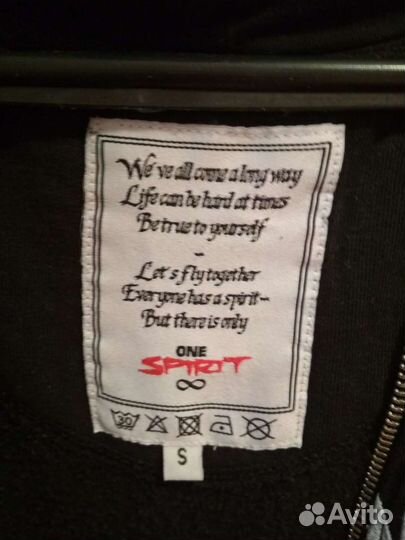 We've all come a long way
Life can be hard at times
Be true to yourself
~
Let's fly together
Everyone has a spirit~
But there is only
ONE
SPIRIT
∞
30
S
Avito